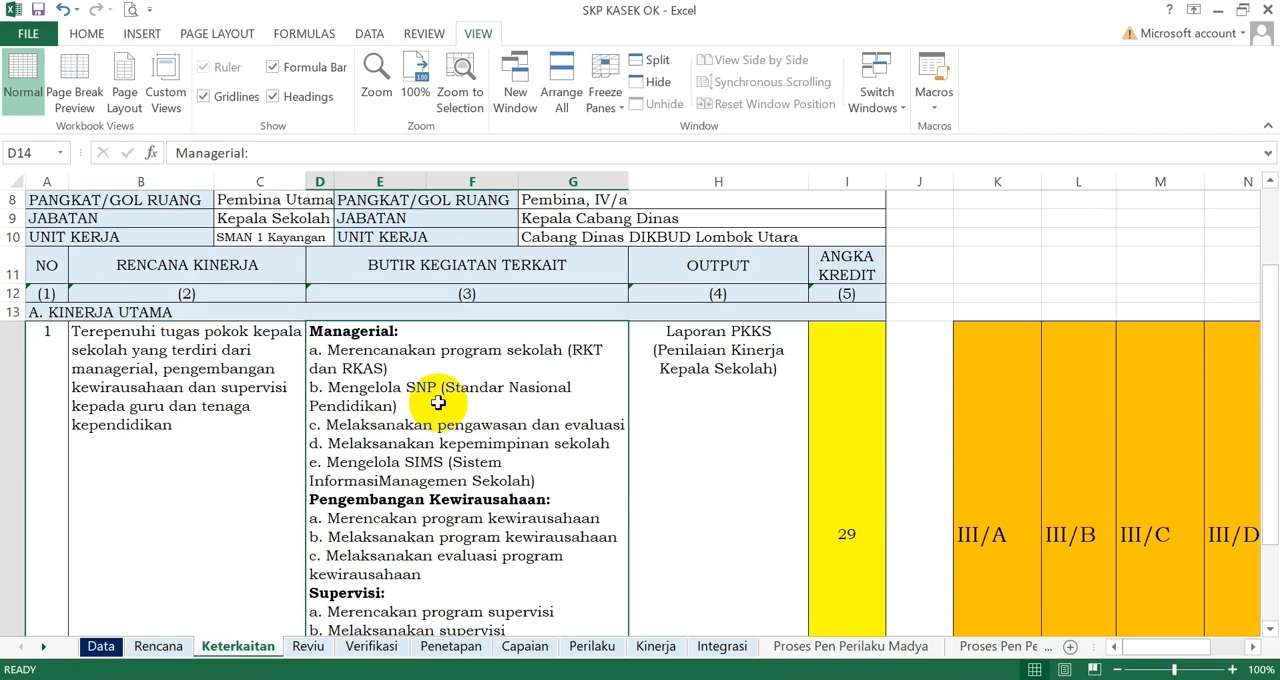 SKP KASEK OK - Excel
FILE HOME INSERT PAGE LAYOUT FORMULAS DATA REVIEW VIEW
Microsoft account
Normal
Page Break Preview
Page Layout
Custom Views
Workbook Views
Ruler
Formula Bar
Gridlines
Headings
Show
Zoom
100%
Zoom to Selection
Zoom
New Window
Arrange All
Freeze Panes
Split
Hide
Unhide
View Side by Side
Synchronous Scrolling
Reset Window Position
Window
Switch Windows
Macros
Macros
D14
fx
Managerial:
A B C D E F G H I J K L M N
8 PANGKAT/GOL RUANG Pembina Utama PANGKAT/GOL RUANG Pembina, IV/a
9 JABATAN Kepala Sekolah JABATAN Kepala Cabang Dinas
10 UNIT KERJA SMAN 1 Kayangan UNIT KERJA Cabang Dinas DIKBUD Lombok Utara
11 NO RENCANA KINERJA BUTIR KEGIATAN TERKAIT OUTPUT ANGKA KREDIT
12 (1) (2) (3) (4) (5)
13 A. KINERJA UTAMA
1
Terepenuhi tugas pokok kepala
sekolah yang terdiri dari
managerial, pengembangan
kewirausahaan dan supervisi
kepada guru dan tenaga
kependidikan
Managerial:
a. Merencanakan program sekolah (RKT
dan RKAS)
b. Mengelola SNP (Standar Nasional
Pendidikan)
c. Melaksanakan pengawasan dan evaluasi
d. Melaksanakan kepemimpinan sekolah
e. Mengelola SIMS (Sistem
InformasiManagemen Sekolah)
Pengembangan Kewirausahaan:
a. Merencakan program kewirausahaan
b. Melaksanakan program kewirausahaan
c. Melaksanakan evaluasi program
kewirausahaan
Supervisi:
a. Merencakan program supervisi
b. Melaksanakan supervisi
Laporan PKKS
(Penilaian Kinerja
Kepala Sekolah)
29
III/A III/B III/C III/D
Data Rencana Keterkaitan Reviu Verifikasi Penetapan Capaian Perilaku Kinerja Integrasi Proses Pen Perilaku Madya Proses Pen Pe ...
READY
100%